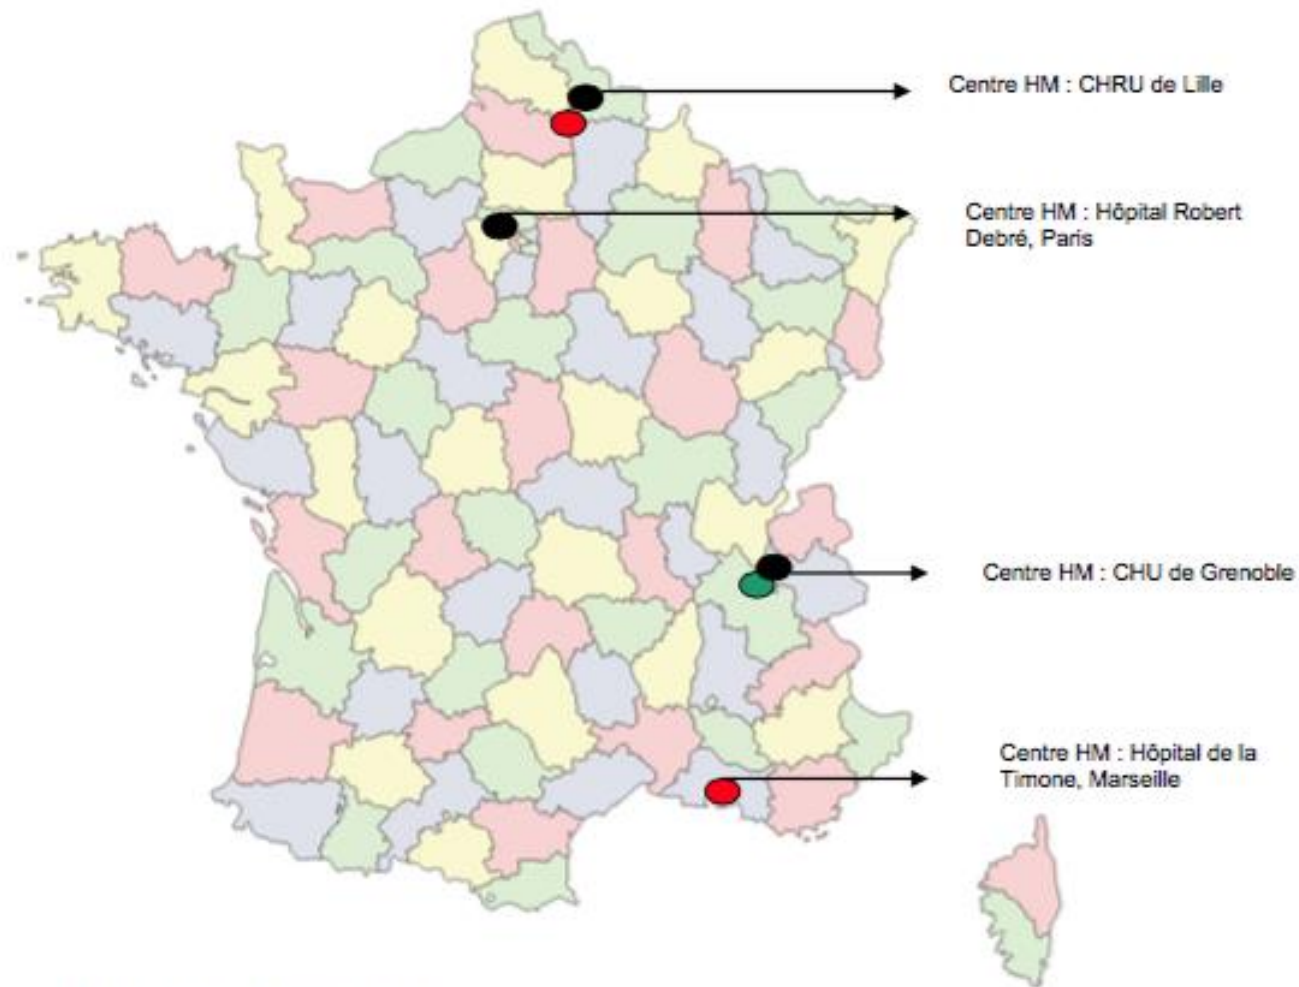 Centre HM : CHRU de Lille
Centre HM : Hôpital Robert
Debré, Paris
Centre HM : CHU de Grenoble
Centre HM : Hôpital de la
Timone, Marseille